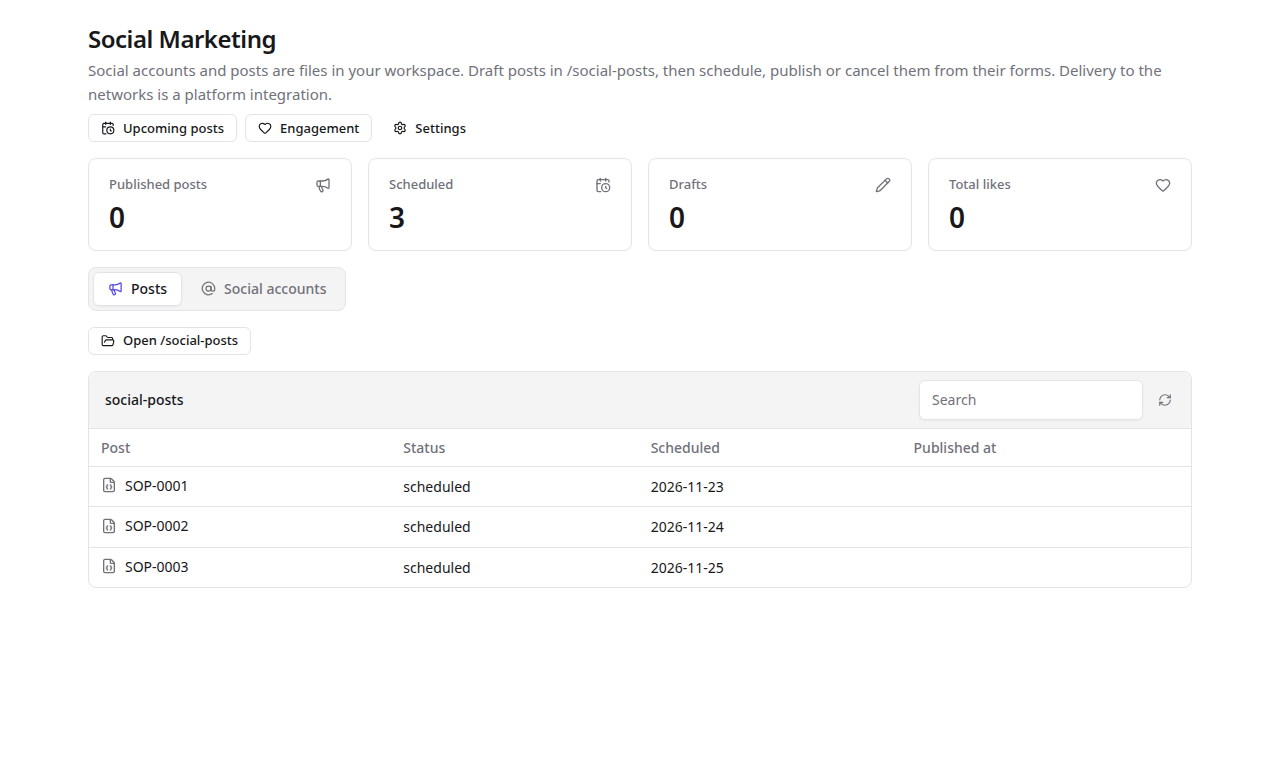 Social Marketing
Social accounts and posts are files in your workspace. Draft posts in /social-posts, then schedule, publish or cancel them from their forms. Delivery to the
networks is a platform integration.
Upcoming posts Engagement Settings
Published posts Scheduled Drafts Total likes
0 3 0 0
Posts Social accounts
Open /social-posts
social-posts Search
Post Status Scheduled Published at
SOP-0001 scheduled 2026-11-23
SOP-0002 scheduled 2026-11-24
SOP-0003 scheduled 2026-11-25